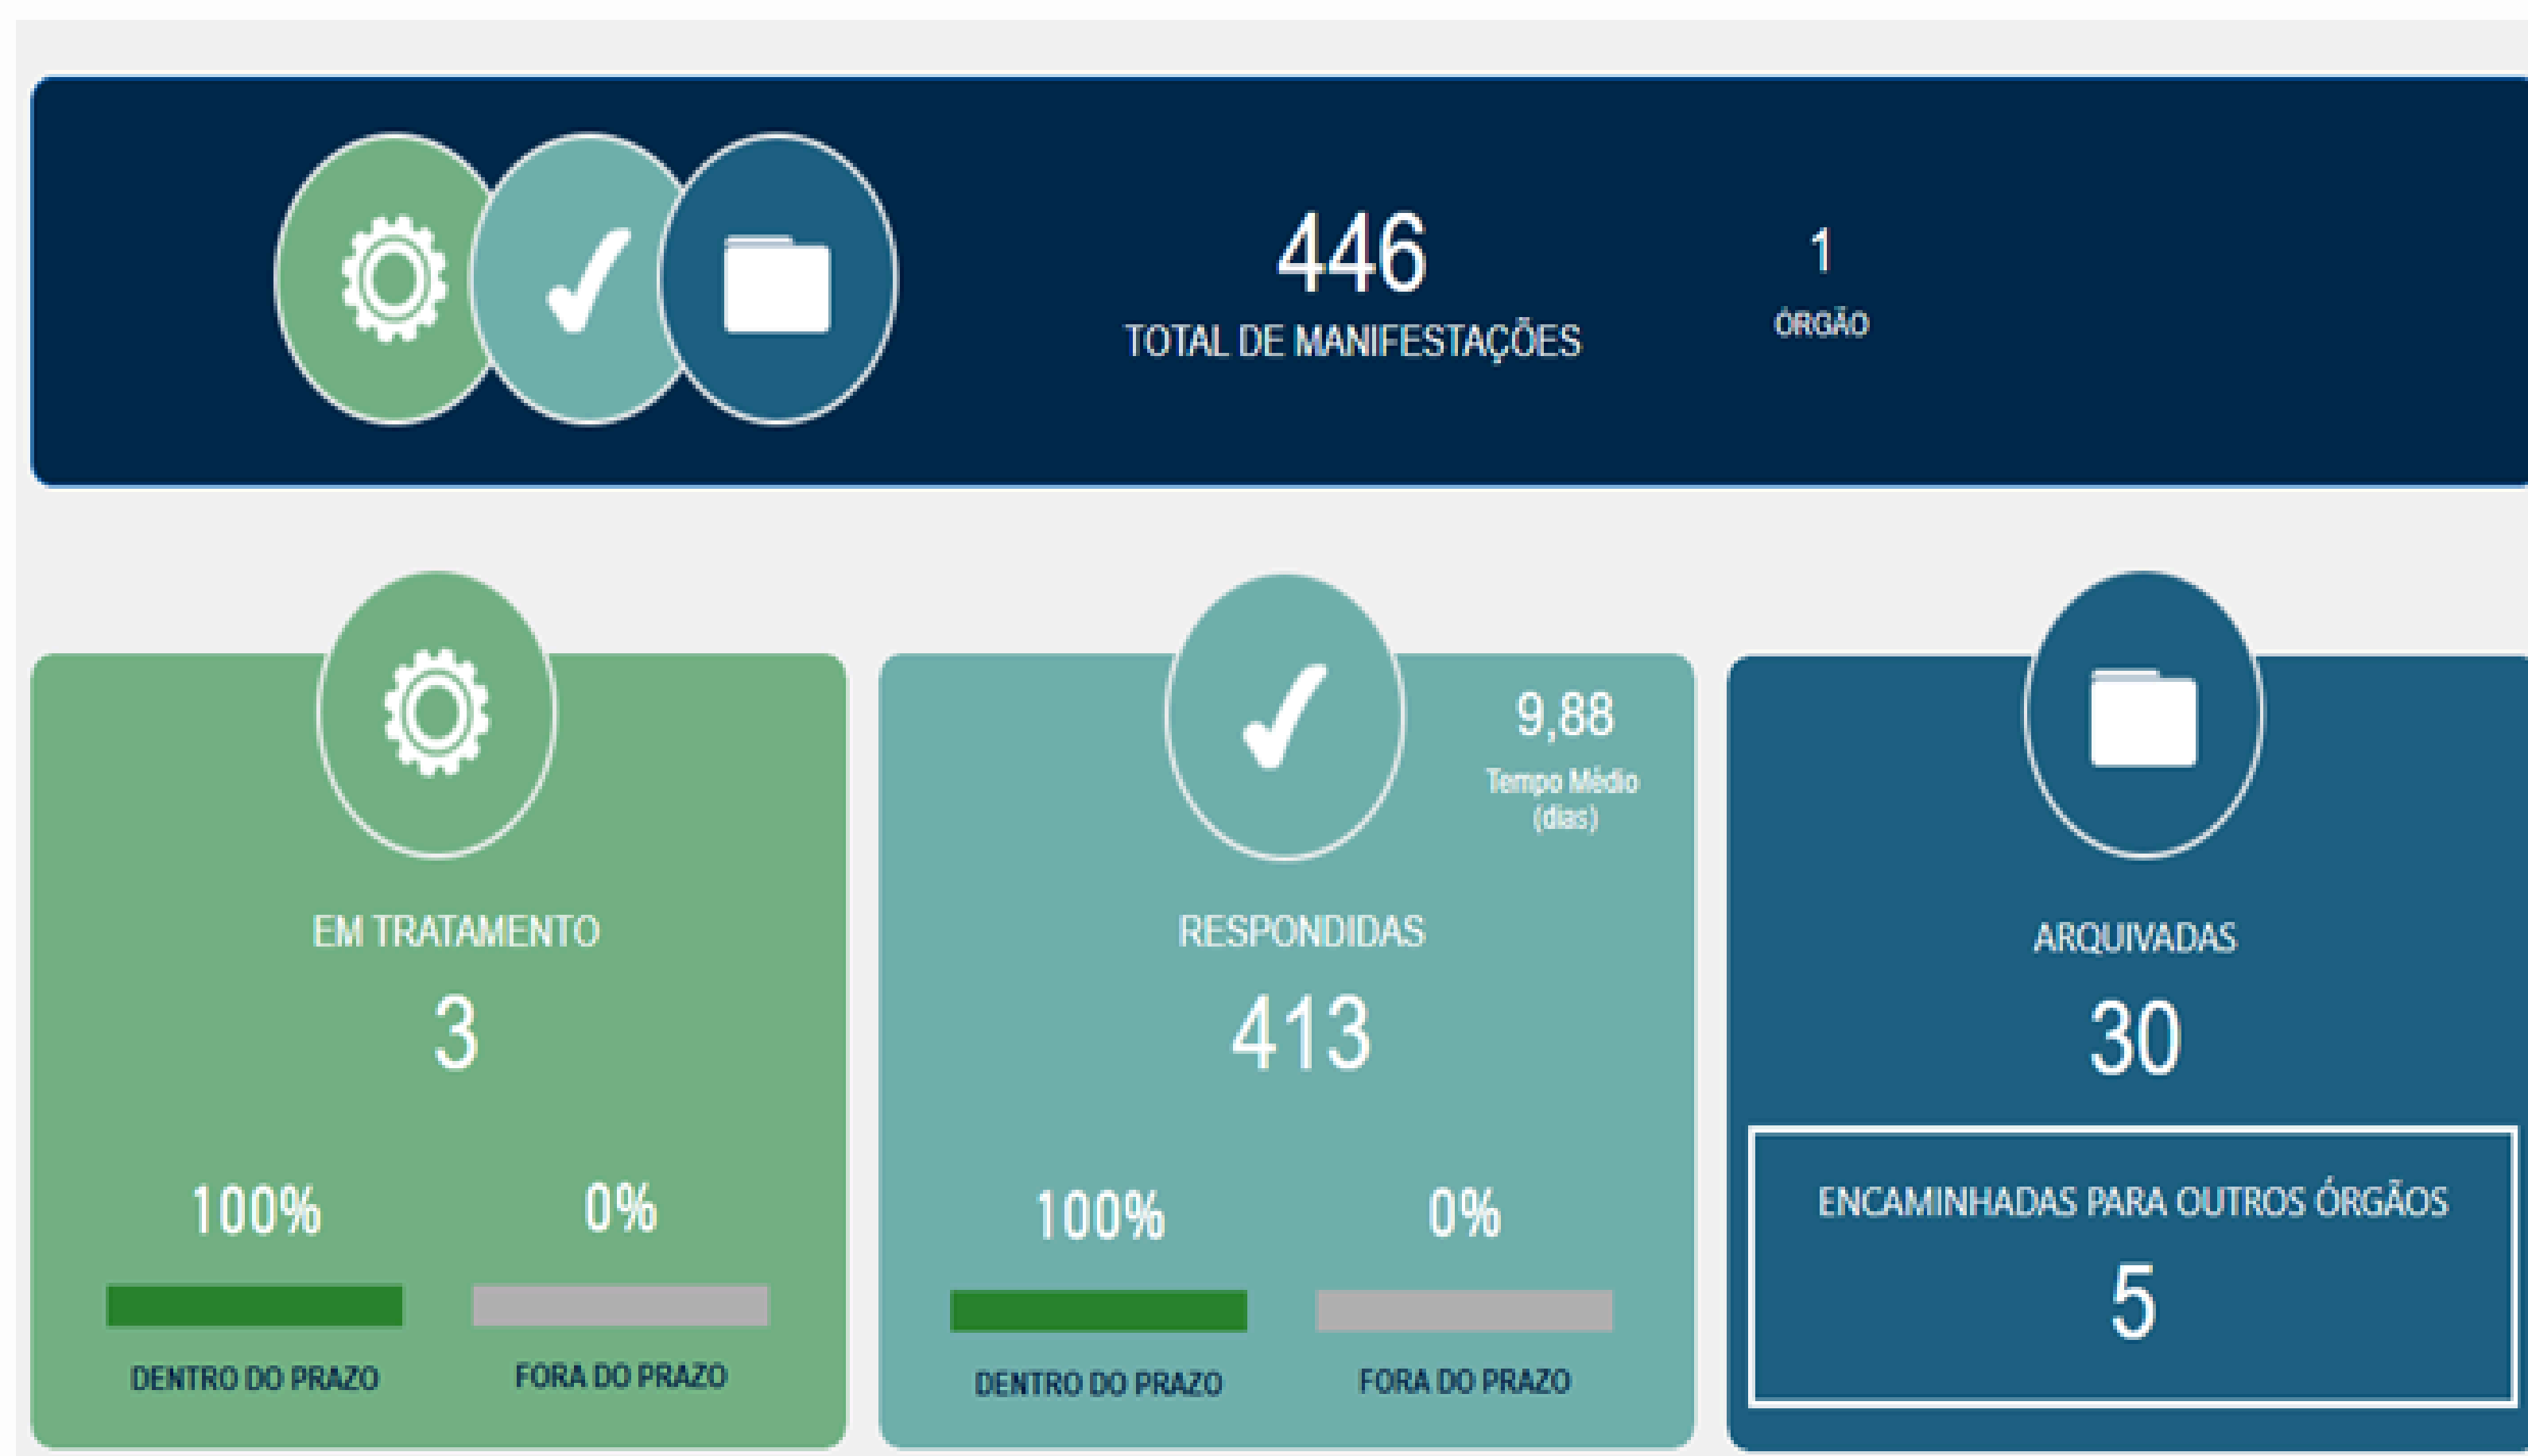 446
TOTAL DE MANIFESTAÇÕES
1
ÓRGÃO
EM TRATAMENTO
3
100%
0%
DENTRO DO PRAZO
FORA DO PRAZO
9,88
Tempo Médio
(dias)
RESPONDIDAS
413
100%
0%
DENTRO DO PRAZO
FORA DO PRAZO
ARQUIVADAS
30
ENCAMINHADAS PARA OUTROS ÓRGÃOS
5